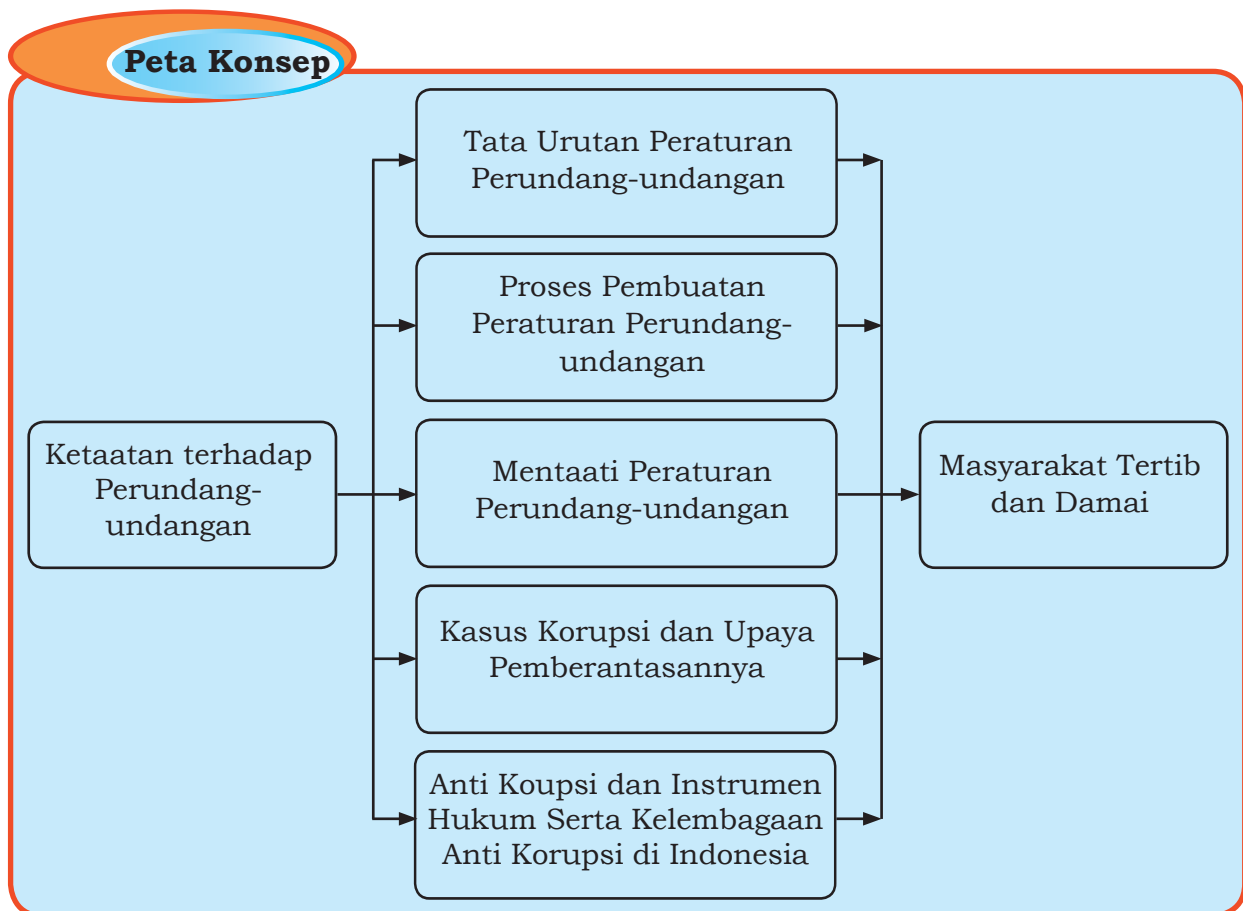 Peta Konsep
Tata Urutan Peraturan
Perundang-undangan
Proses Pembuatan
Peraturan Perundang-
undangan
Ketaatan terhadap
Perundang-
undangan
Mentaati Peraturan
Perundang-undangan
Masyarakat Tertib
dan Damai
Kasus Korupsi dan Upaya
Pemberantasannya
Anti Koupsi dan Instrumen
Hukum Serta Kelembagaan
Anti Korupsi di Indonesia